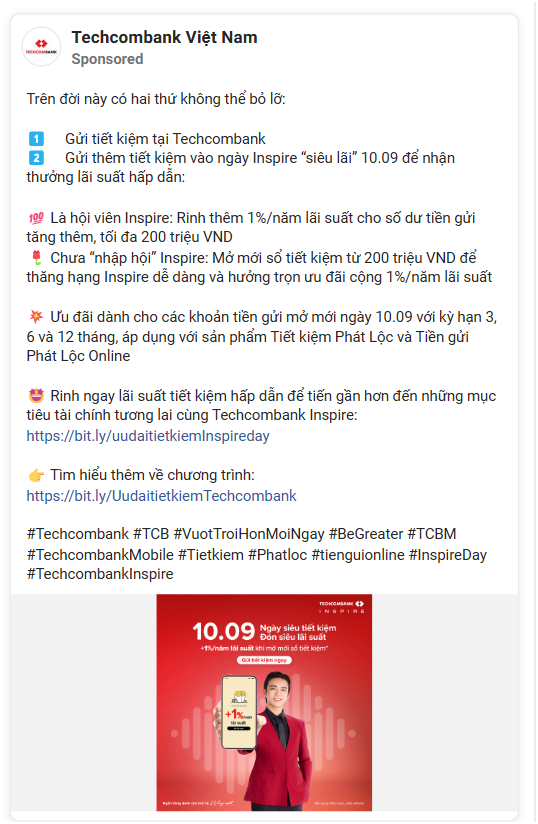 Techcombank Việt Nam
Sponsored
TECHCOMBANK
Trên đời này có hai thứ không thể bỏ lỡ:
1 Gửi tiết kiệm tại Techcombank
2 Gửi thêm tiết kiệm vào ngày Inspire “siêu lãi” 10.09 để nhận
thưởng lãi suất hấp dẫn:
💯 Là hội viên Inspire: Rinh thêm 1%/năm lãi suất cho số dư tiền gửi
tăng thêm, tối đa 200 triệu VND
🌷 Chưa “nhập hội” Inspire: Mở mới sổ tiết kiệm từ 200 triệu VND để
thăng hạng Inspire dễ dàng và hưởng trọn ưu đãi cộng 1%/năm lãi suất
💥 Ưu đãi dành cho các khoản tiền gửi mở mới ngày 10.09 với kỳ hạn 3,
6 và 12 tháng, áp dụng với sản phẩm Tiết kiệm Phát Lộc và Tiền gửi
Phát Lộc Online
🤩 Rinh ngay lãi suất tiết kiệm hấp dẫn để tiến gần hơn đến những mục
tiêu tài chính tương lai cùng Techcombank Inspire:
https://bit.ly/uudaitietkiemInspireday
👉 Tìm hiểu thêm về chương trình:
https://bit.ly/UudaitietkiemTechcombank
#Techcombank #TCB #VuotTroiHonMoiNgay #BeGreater #TCBM
#TechcombankMobile #Tietkiem #Phatloc #tienguionline #InspireDay
#TechcombankInspire
TECHCOMBANK
INSPIRE
10.09 Ngày siêu tiết kiệm
Đón siêu lãi suất
+1%/năm lãi suất khi mở mới sổ tiết kiệm*
Gửi tiết kiệm ngay
+1%/năm
lãi suất